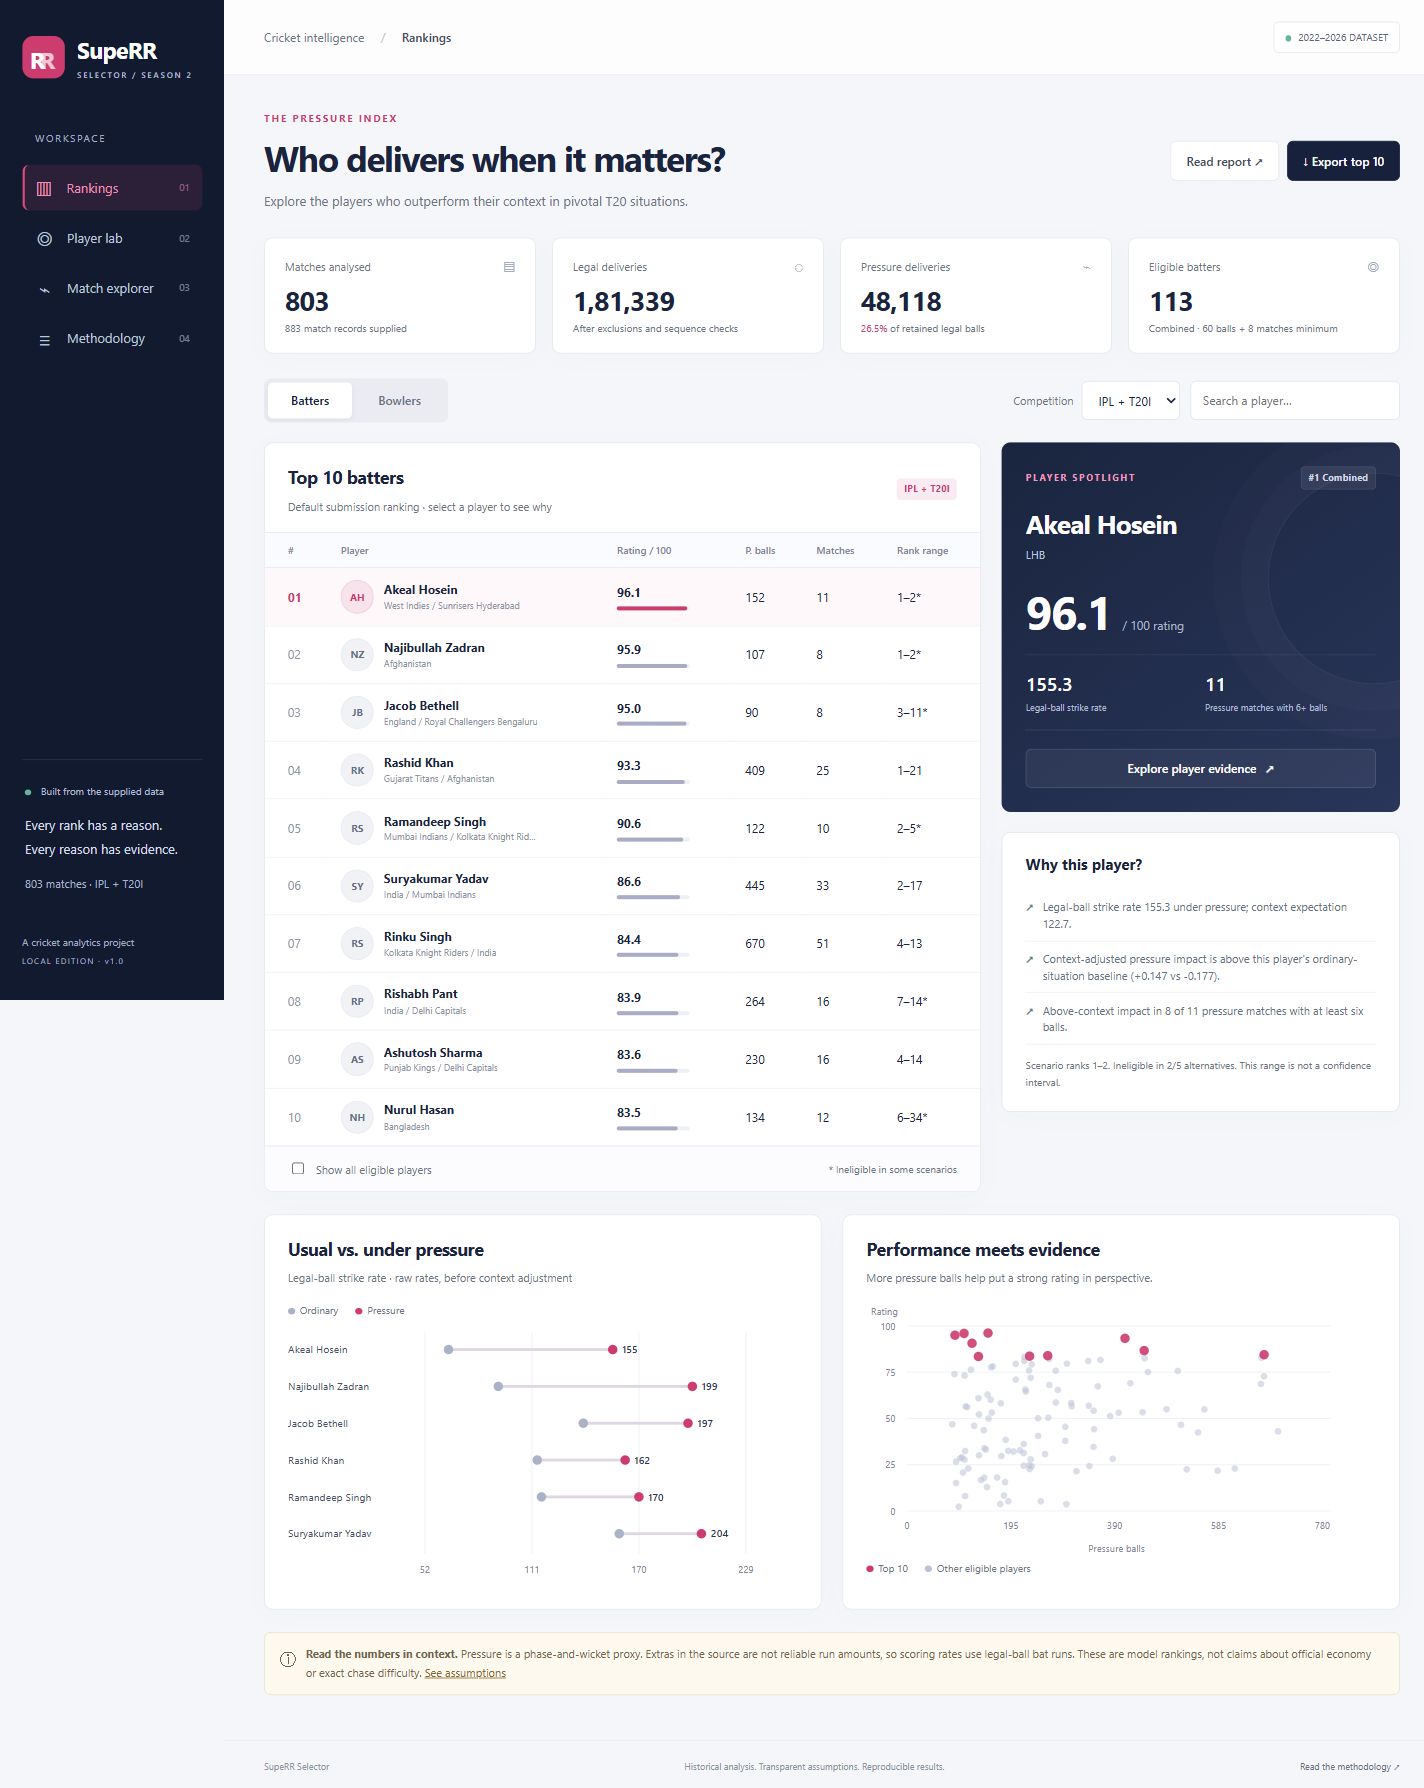 RR
SupeRR
SELECTOR / SEASON 2
WORKSPACE
Rankings 01
Player lab 02
Match explorer 03
Methodology 04
Built from the supplied data
Every rank has a reason.
Every reason has evidence.
803 matches · IPL + T20I
A cricket analytics project
LOCAL EDITION · v1.0
Cricket intelligence / Rankings
2022–2026 DATASET
THE PRESSURE INDEX
Who delivers when it matters?
Explore the players who outperform their context in pivotal T20 situations.
Read report ↗
↓ Export top 10
Matches analysed
803
883 match records supplied
Legal deliveries
1,81,339
After exclusions and sequence checks
Pressure deliveries
48,118
26.5% of retained legal balls
Eligible batters
113
Combined · 60 balls + 8 matches minimum
Batters Bowlers
Competition IPL + T20I Search a player...
Top 10 batters
Default submission ranking · select a player to see why
IPL + T20I
# Player Rating / 100 P. balls Matches Rank range
01 AH Akeal Hosein 96.1 152 11 1–2*
West Indies / Sunrisers Hyderabad
02 NZ Najibullah Zadran 95.9 107 8 1–2*
Afghanistan
03 JB Jacob Bethell 95.0 90 8 3–11*
England / Royal Challengers Bengaluru
04 RK Rashid Khan 93.3 409 25 1–21
Gujarat Titans / Afghanistan
05 RS Ramandeep Singh 90.6 122 10 2–5*
Mumbai Indians / Kolkata Knight Rid...
06 SY Suryakumar Yadav 86.6 445 33 2–17
India / Mumbai Indians
07 RS Rinku Singh 84.4 670 51 4–13
Kolkata Knight Riders / India
08 RP Rishabh Pant 83.9 264 16 7–14*
India / Delhi Capitals
09 AS Ashutosh Sharma 83.6 230 16 4–14
Punjab Kings / Delhi Capitals
10 NH Nurul Hasan 83.5 134 12 6–34*
Bangladesh
Show all eligible players
* Ineligible in some scenarios
PLAYER SPOTLIGHT
#1 Combined
Akeal Hosein
LHB
96.1 / 100 rating
155.3
Legal-ball strike rate
11
Pressure matches with 6+ balls
Explore player evidence ↗
Why this player?
↗ Legal-ball strike rate 155.3 under pressure; context expectation
122.7.
↗ Context-adjusted pressure impact is above this player's ordinary-
situation baseline (+0.147 vs -0.177).
↗ Above-context impact in 8 of 11 pressure matches with at least six
balls.
Scenario ranks 1–2. Ineligible in 2/5 alternatives. This range is not a confidence
interval.
Usual vs. under pressure
Legal-ball strike rate · raw rates, before context adjustment
Ordinary Pressure
Akeal Hosein 155
Najibullah Zadran 199
Jacob Bethell 197
Rashid Khan 162
Ramandeep Singh 170
Suryakumar Yadav 204
52 111 170 229
Performance meets evidence
More pressure balls help put a strong rating in perspective.
Rating
100
75
50
25
0
0 195 390 585 780
Pressure balls
Top 10 Other eligible players
Read the numbers in context. Pressure is a phase-and-wicket proxy. Extras in the source are not reliable run amounts, so scoring rates use legal-ball bat runs. These are model rankings, not claims about official economy
or exact chase difficulty. See assumptions
SupeRR Selector
Historical analysis. Transparent assumptions. Reproducible results.
Read the methodology ↗